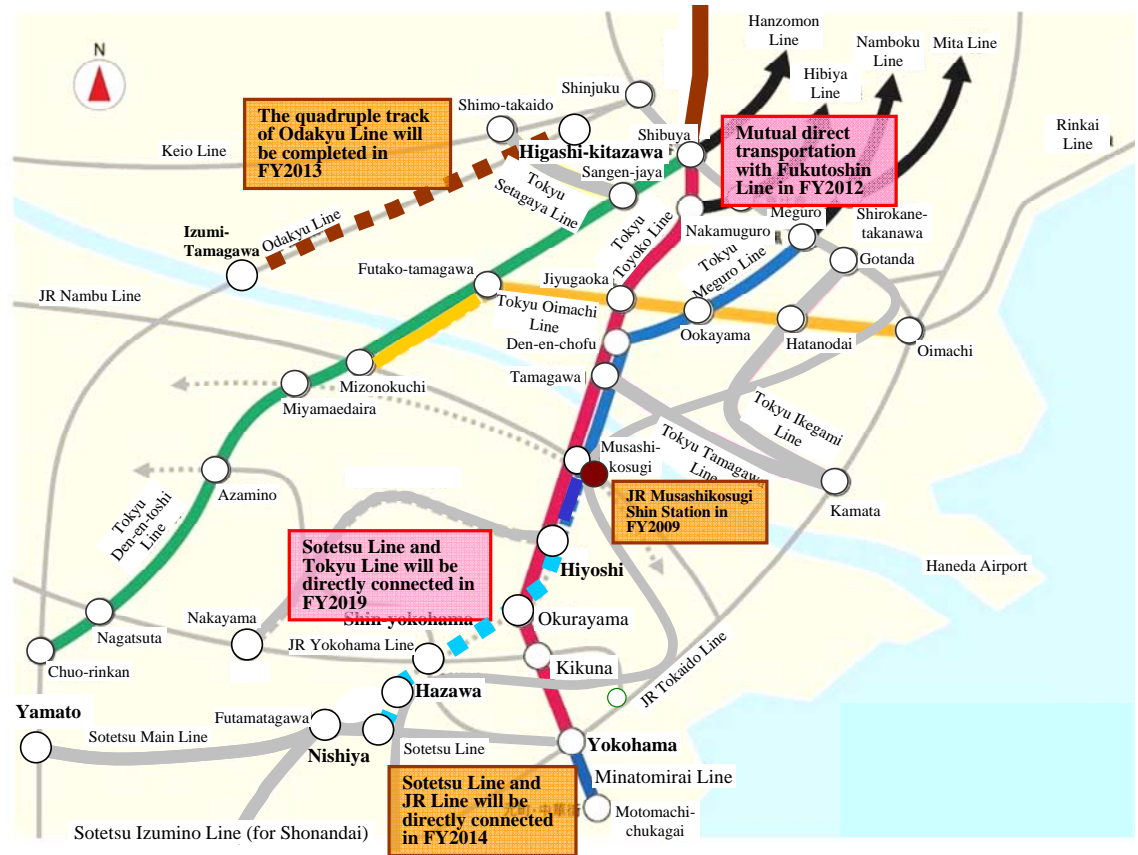 Hanzomon
Line
Namboku
Line
Mita Line
N
Hibiya
Line
Shinjuku
Shimo-takaido
The quadruple track
of Odakyu Line will
be completed in
FY2013
Keio Line
Shibuya
Mutual direct
transportation
with Fukutoshin
Line in FY2012
Rinkai
Line
Higashi-kitazawa
Sangen-jaya
Tokyu
Setagaya Line
Odakyu Line
Izumi-
Tamagawa
Tokyu
Toyoko Line
Meguro
Nakamuguro
Shirokane-
takanawa
Gotanda
Futako-tamagawa
Jiyugaoka
Tokyu
Meguro Line
JR Nambu Line
Tokyu Oimachi
Line
Den-en-chofu
Ookayama
Hatanodai
Oimachi
Mizonokuchi
Tamagawa
Miyamaedaira
Tokyu Ikegami
Line
Tokyu Tamagawa
Line
Musashi-
kosugi
Azamino
Kamata
JR Musashikosugi
Shin Station in
FY2009
Tokyu
Den-en-toshi
Line
Sotetsu Line and
Tokyu Line will be
directly connected in
FY2019
Hiyoshi
Haneda Airport
Shin-yokohama
Nakayama
Nagatsuta
Okurayama
JR Yokohama Line
Chuo-rinkan
Kikuna
JR Tokaido Line
Hazawa
Yamato
Futamatagawa
Sotetsu Main Line
Nishiya
Sotetsu Line
Yokohama
Sotetsu Line and
JR Line will be
directly connected
in FY2014
Minatomirai Line
Motomachi-
chukagai
Sotetsu Izumino Line (for Shonandai)